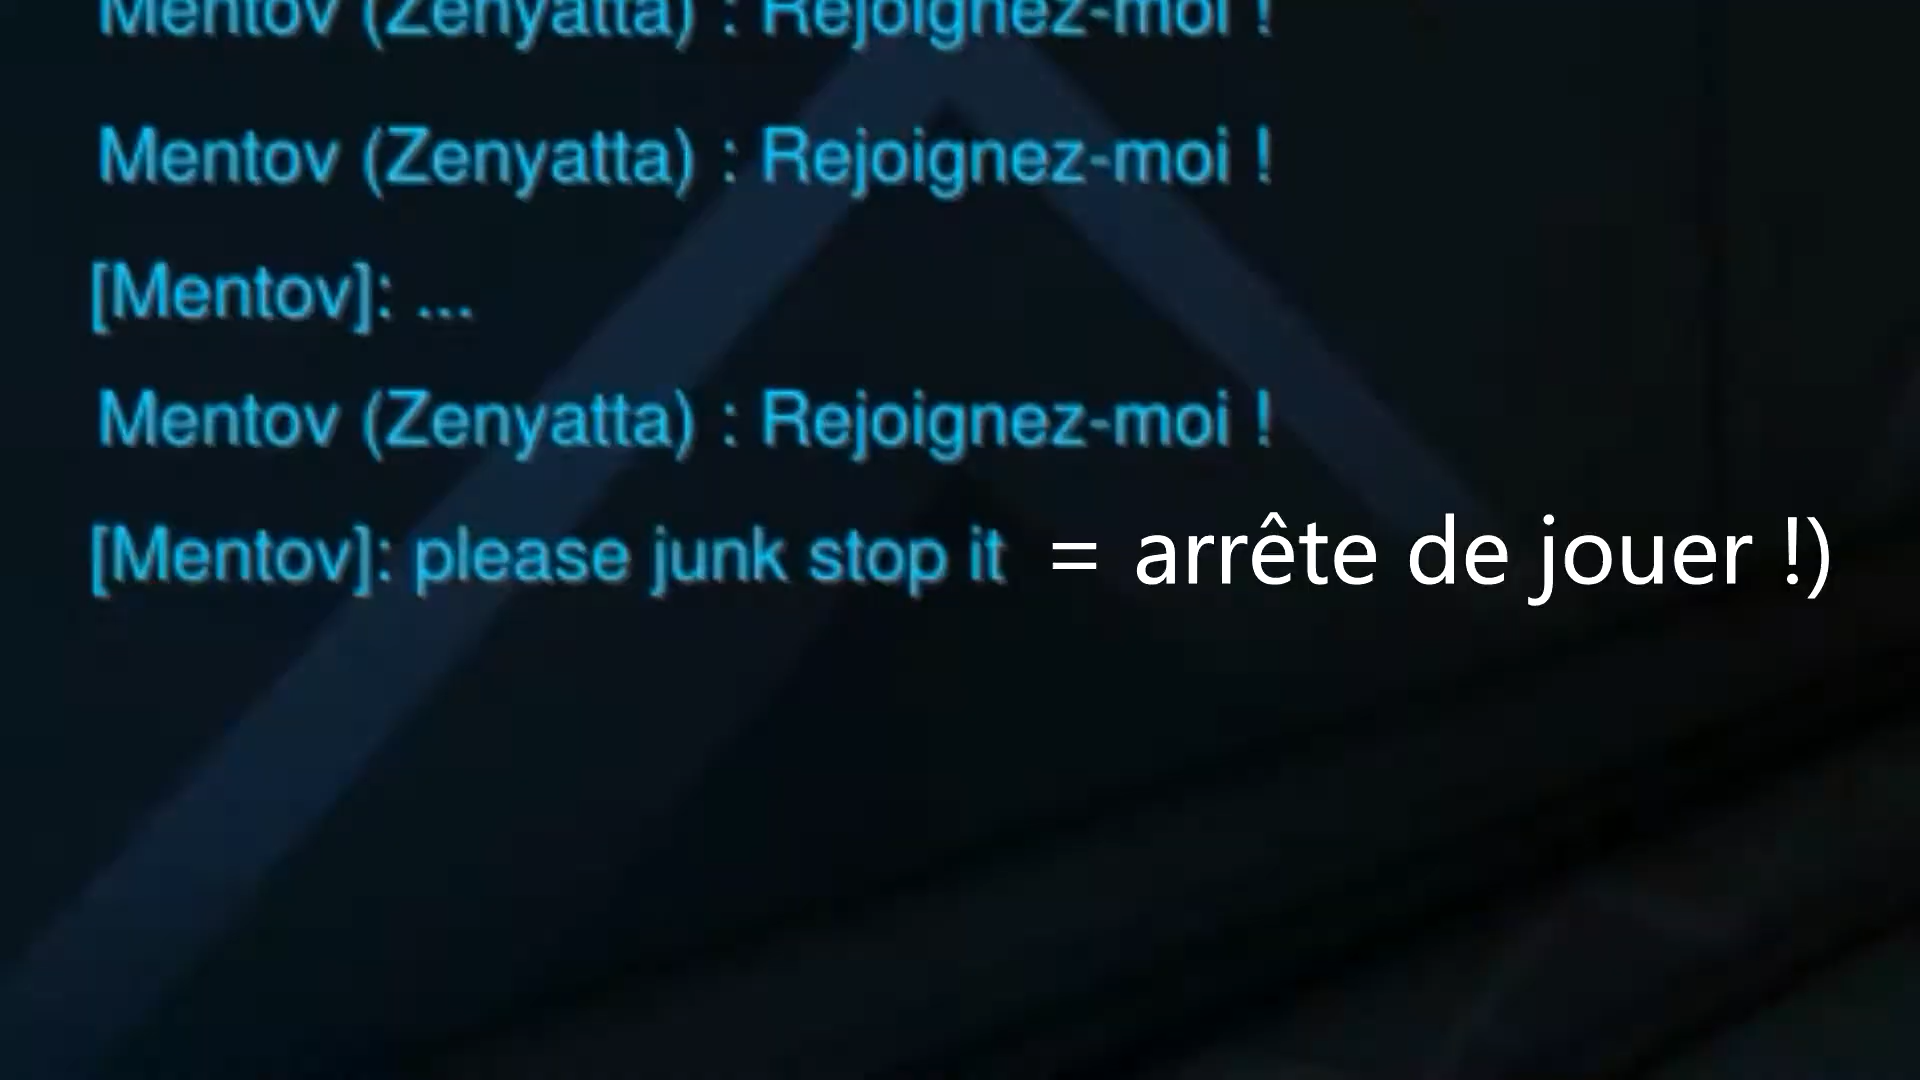 Mentov (Zenyatta) : Rejoignez-moi !
Mentov (Zenyatta) : Rejoignez-moi !
[Mentov]: ...
Mentov (Zenyatta) : Rejoignez-moi !
[Mentov]: please junk stop it = arrête de jouer !)